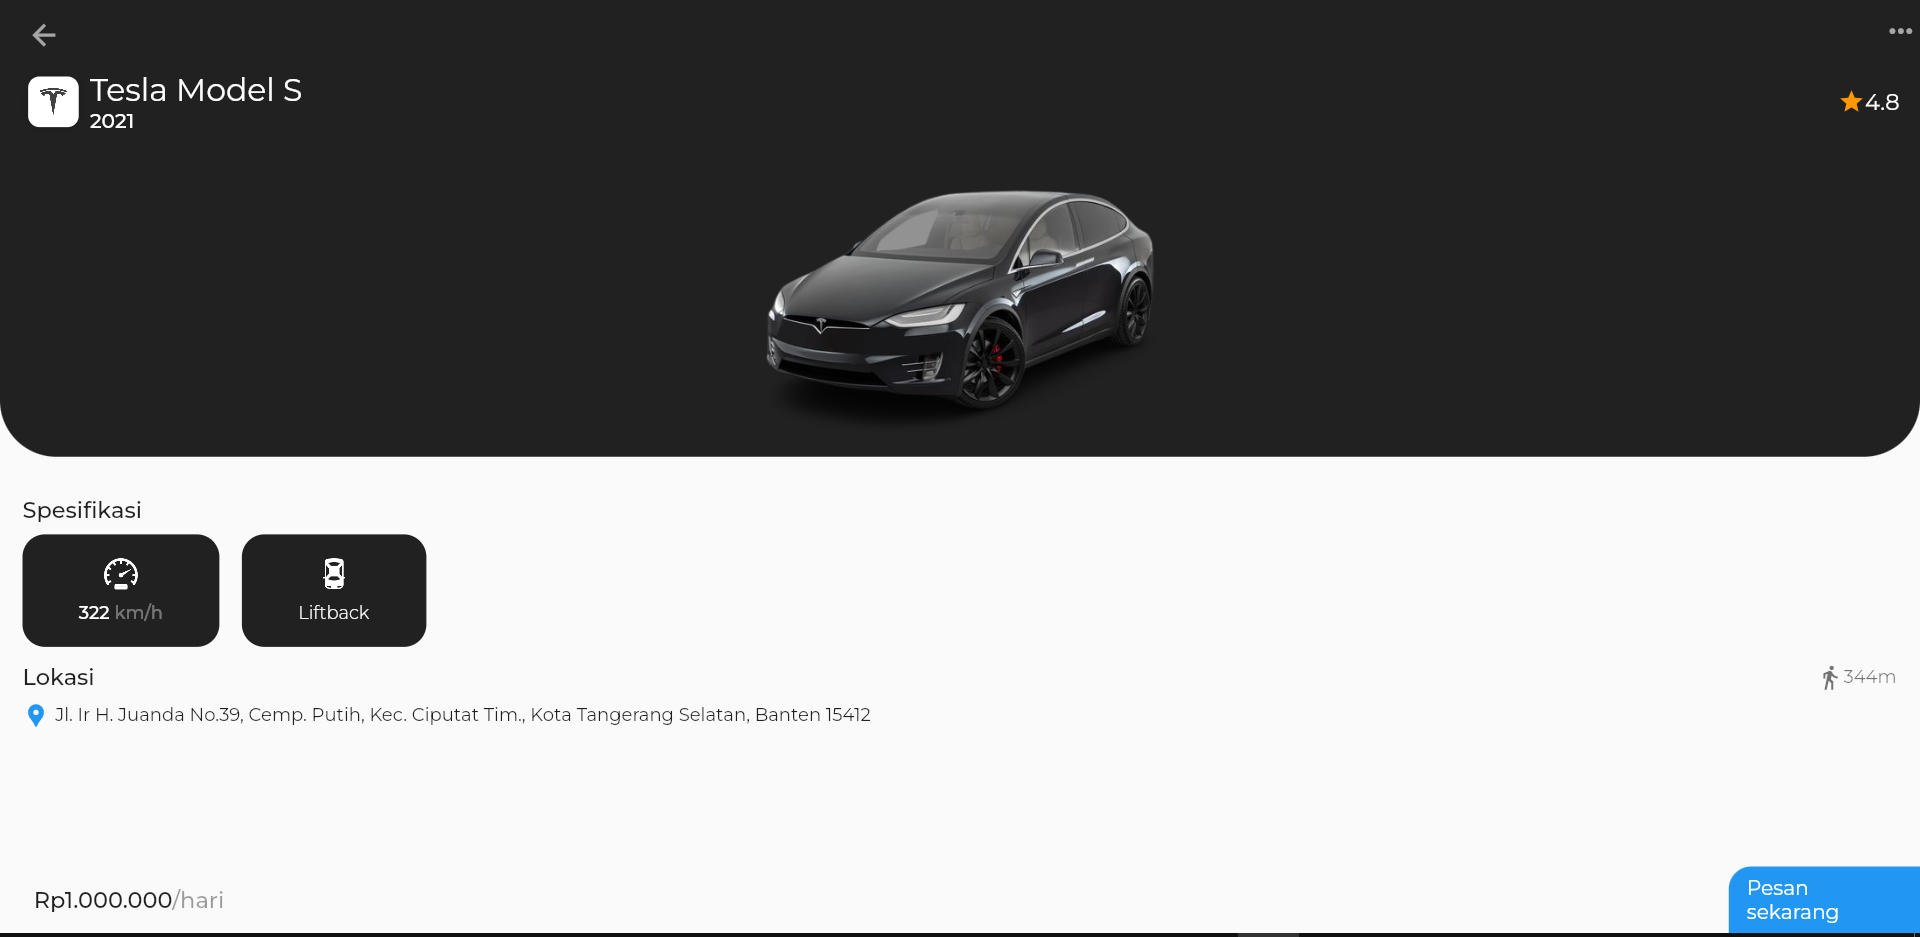 Tesla Model S
2021
4.8
Spesifikasi
322 km/h
Liftback
Lokasi
344m
Jl. Ir H. Juanda No.39, Cemp. Putih, Kec. Ciputat Tim., Kota Tangerang Selatan, Banten 15412
Rp1.000.000/hari
Pesan
sekarang